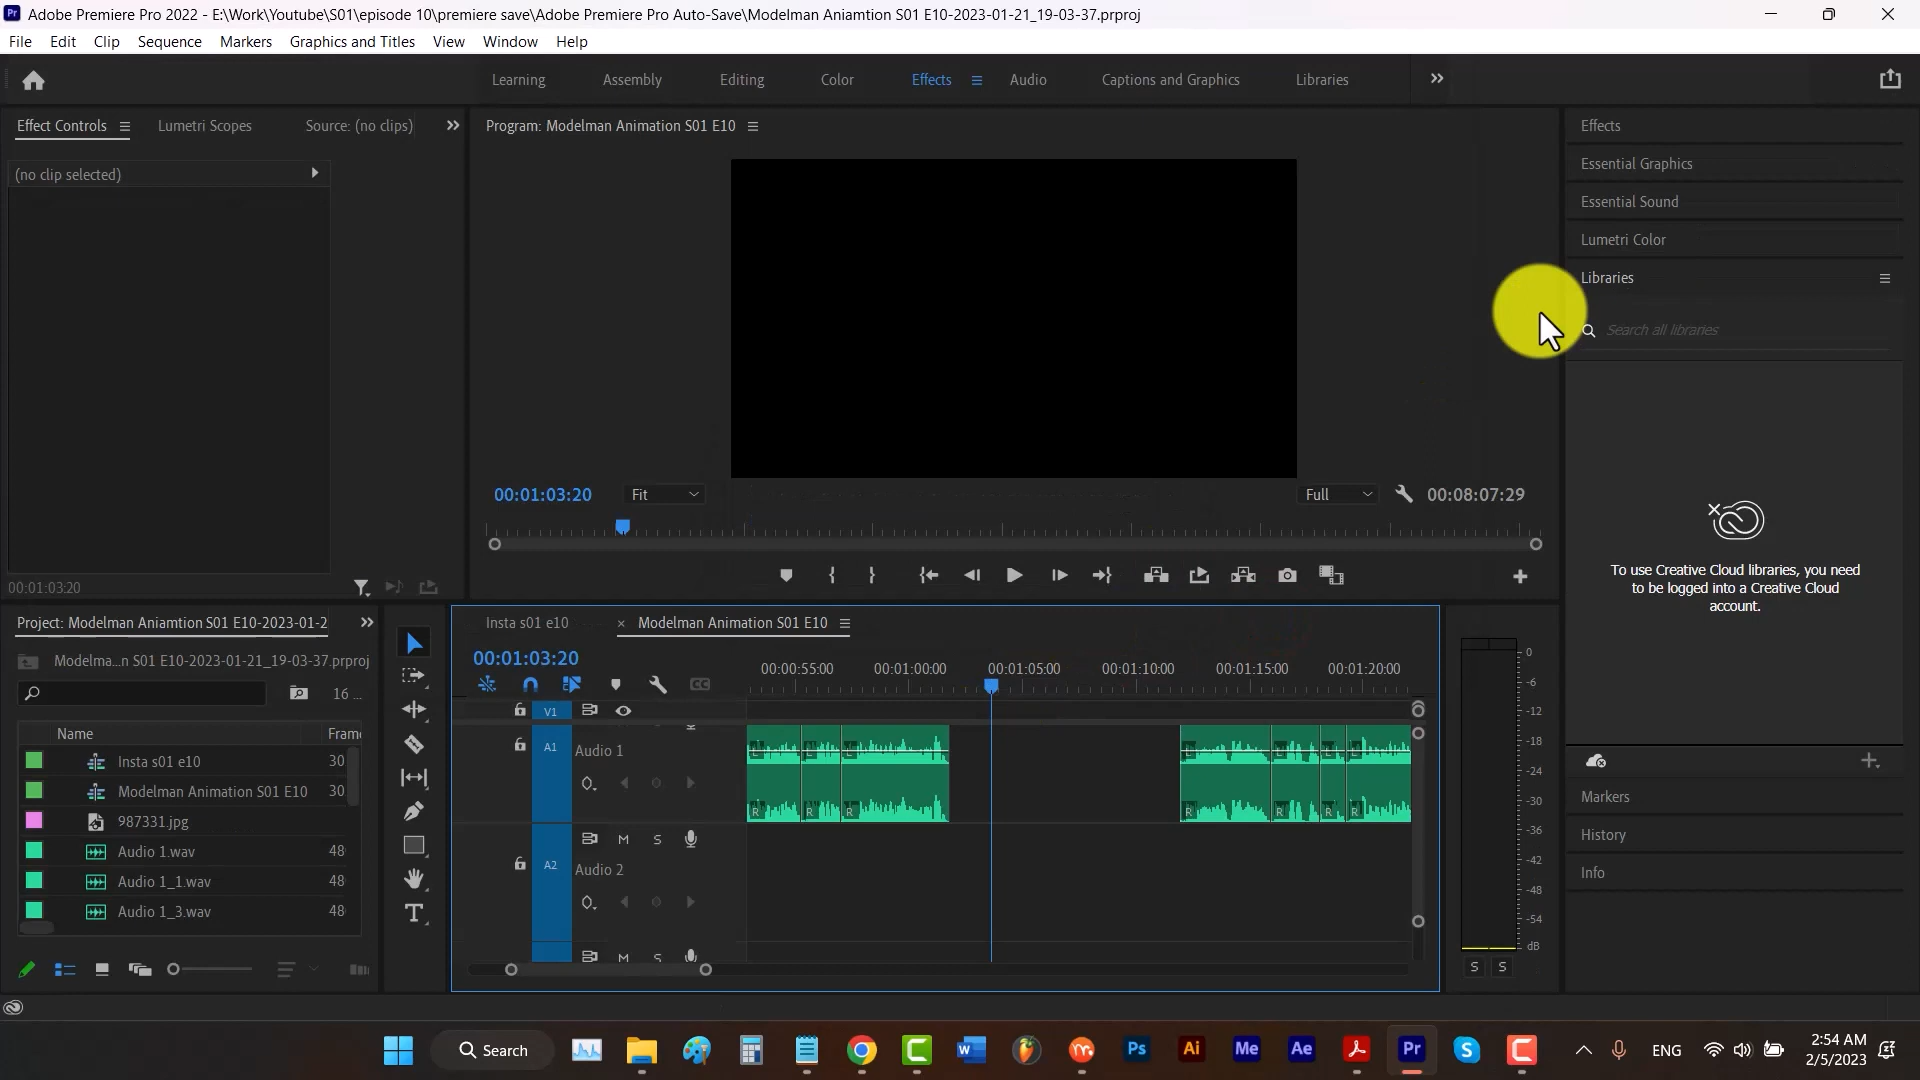 Adobe Premiere Pro 2022 - E:\Work\Youtube\S01\episode 10\premiere save\Adobe Premiere Pro Auto-Save\Modelman Aniamtion S01 E10-2023-01-21_19-03-37.prproj
File Edit Clip Sequence Markers Graphics and Titles View Window Help
Learning Assembly Editing Color Effects Audio Captions and Graphics Libraries
Effect Controls Lumetri Scopes Source: (no clips)
Program: Modelman Animation S01 E10
(no clip selected)
Effects
Essential Graphics
Essential Sound
Lumetri Color
Libraries
Search all libraries
To use Creative Cloud libraries, you need
to be logged into a Creative Cloud
account.
Markers
History
Info
00:01:03:20 Fit Full 00:08:07:29
00:01:03:20
Project: Modelman Aniamtion S01 E10-2023-01-2
Modelma...n S01 E10-2023-01-21_19-03-37.prproj
16 ...
Name Frame
Insta s01 e10 30
Modelman Animation S01 E10 30
987331.jpg
Audio 1.wav 48
Audio 1_1.wav 48
Audio 1_3.wav 48
Insta s01 e10 × Modelman Animation S01 E10
00:01:03:20
00:00:55:00 00:01:00:00 00:01:05:00 00:01:10:00 00:01:15:00 00:01:20:00
V1
A1 Audio 1
L L L L L L L
R R R R R R R
M S
A2 Audio 2
M S
0
-6
-12
-18
-24
-30
-36
-42
-48
-54
dB
S S
Search
Ps Ai Me Ae Pr
ENG
2:54 AM
2/5/2023